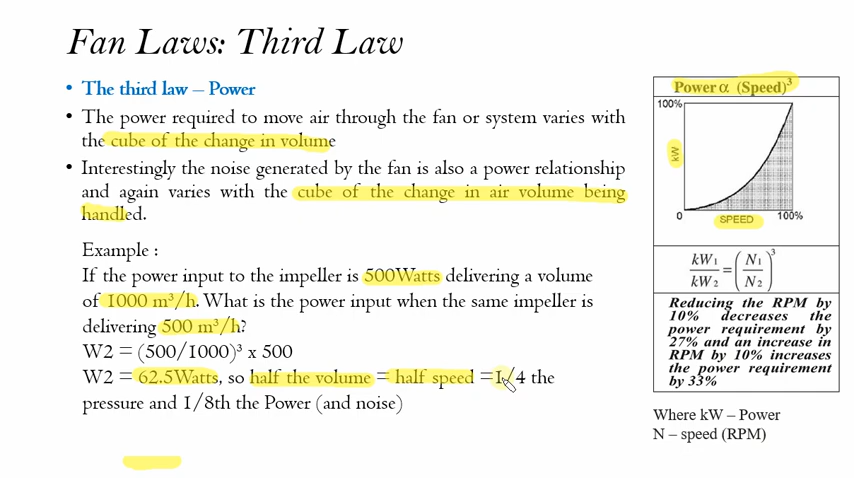 Fan Laws: Third Law
• The third law – Power
• The power required to move air through the fan or system varies with
the cube of the change in volume
• Interestingly the noise generated by the fan is also a power relationship
and again varies with the cube of the change in air volume being
handled.
Example :
If the power input to the impeller is 500Watts delivering a volume
of 1000 m³/h. What is the power input when the same impeller is
delivering 500 m³/h?
W2 = (500/1000)³ x 500
W2 = 62.5Watts, so half the volume = half speed =1/4 the
pressure and 1/8th the Power (and noise)
Power α (Speed)³
100%
kW
0 SPEED 100%
kW₁/kW₂ = (N₁/N₂)³
Reducing the RPM by
10% decreases the
power requirement by
27% and an increase in
RPM by 10% increases
the power requirement
by 33%
Where kW – Power
N – speed (RPM)